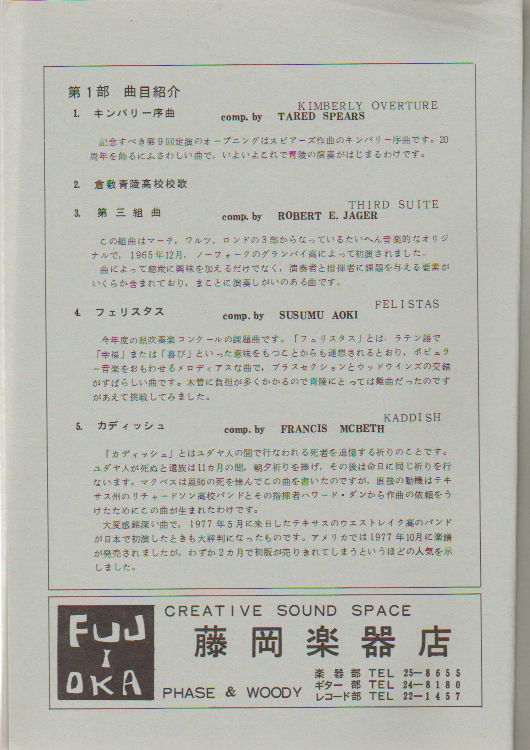 第1部 曲目紹介
KIMBERLY OVERTURE
1. キンバリー序曲 comp. by TARED SPEARS
記念すべき第9回定演のオープニングはスピアーズ作曲のキンバリー序曲です。20
周年を飾るにふさわしい曲で，いよいよこれで青陵の演奏がはじまるわけです。
2. 倉敷青陵高校校歌
THIRD SUITE
3. 第三組曲 comp. by ROBERT E. JAGER
この組曲はマーチ，ワルツ，ロンドの3部からなっているたいへん音楽的なオリジ
ナルで，1965年12月，ノーフォークのグランバイ高によって初演されました。
曲によって聴衆に興味を加えるだけでなく，演奏者と指揮者に課題を与える要素が
いくらか含まれており，まことに演奏しがいのある曲です。
FELISTAS
4. フェリスタス comp. by SUSUMU AOKI
今年度の県吹奏楽コンクールの課題曲です。「フェリスタス」とは，ラテン語で
「幸福」または「喜び」といった意味をもつことからも連想されるとおり，ポピュラ
ー音楽をおもわせるメロディアスな曲で，ブラスセクションとウッドウインズの交錯
がすばらしい曲です。木管に負担が多くかかるので青陵にとっては難曲だったのです
があえて挑戦してみました。
KADDISH
5. カディッシュ comp. by FRANCIS MCBETH
「カディッシュ」とはユダヤ人の間で行なわれる死者を追憶する祈りのことです。
ユダヤ人が死ぬと遺族は11ヵ月の間，朝夕祈りを捧げ，その後は命日に同じ祈りを行
ないます。マクベスは恩師の死を悼んでこの曲を書いたのですが，直接の動機はテキ
サス州のリチャードソン高校バンドとその指揮者ハワード・ダンから作曲の依頼をう
けたためにこの曲が生まれたわけです。
大変感銘深い曲で，1977年5月に来日したテキサスのウエストレイク高のバンド
が日本で初演したときも大評判になったものです。アメリカでは1977年10月に楽譜
が発売されましたが，わずか2カ月で初版が売りきれてしまうというほどの人気を示
しました。
FUJ
I
OKA
CREATIVE SOUND SPACE
藤岡楽器店
PHASE & WOODY
楽器部 TEL 25-8655
ギター部 TEL 24-8180
レコード部 TEL 22-1457